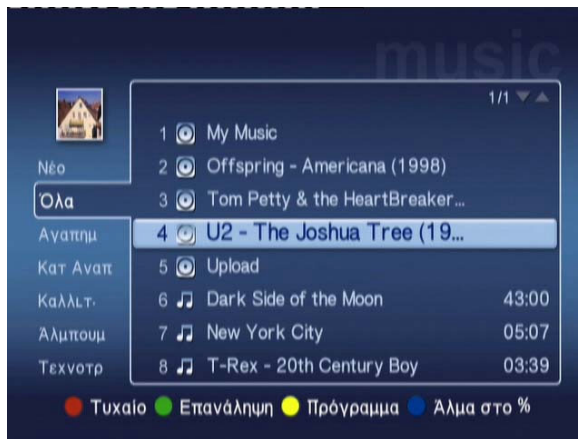 music
1/1
1 My Music
Νέο
2 Offspring - Americana (1998)
Όλα
3 Tom Petty & the HeartBreaker...
Αγαπημ
4 U2 - The Joshua Tree (19...
Κατ Αναπ
5 Upload
Καλλιτ.
6 Dark Side of the Moon 43:00
Άλμπουμ
7 New York City 05:07
Τεχνοτρ
8 T-Rex - 20th Century Boy 03:39
Τυχαίο Επανάληψη Πρόγραμμα Άλμα στο %